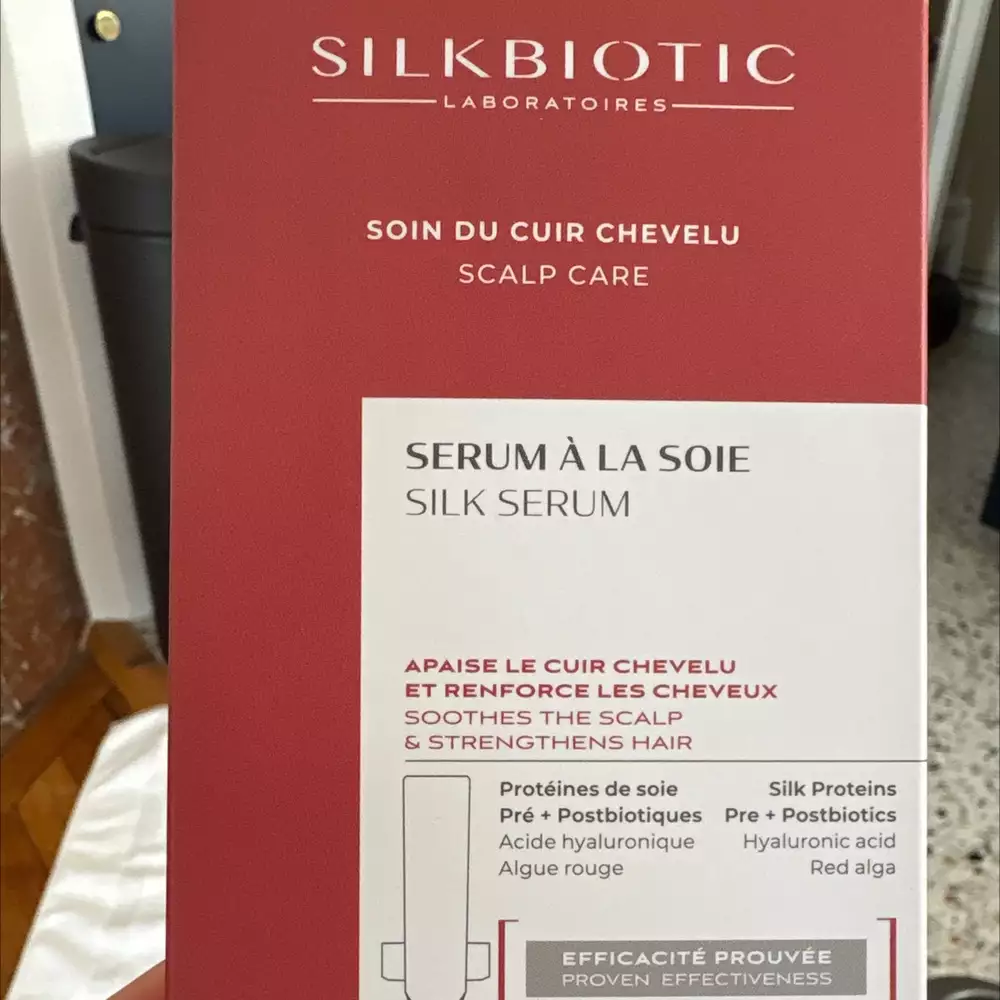 SILKBIOTIC
LABORATOIRES
SOIN DU CUIR CHEVELU
SCALP CARE
SERUM À LA SOIE
SILK SERUM
APAISE LE CUIR CHEVELU
ET RENFORCE LES CHEVEUX
SOOTHES THE SCALP
& STRENGTHENS HAIR
Protéines de soie
Pré + Postbiotiques
Acide hyaluronique
Algue rouge
Silk Proteins
Pre + Postbiotics
Hyaluronic acid
Red alga
EFFICACITÉ PROUVÉE
PROVEN EFFECTIVENESS